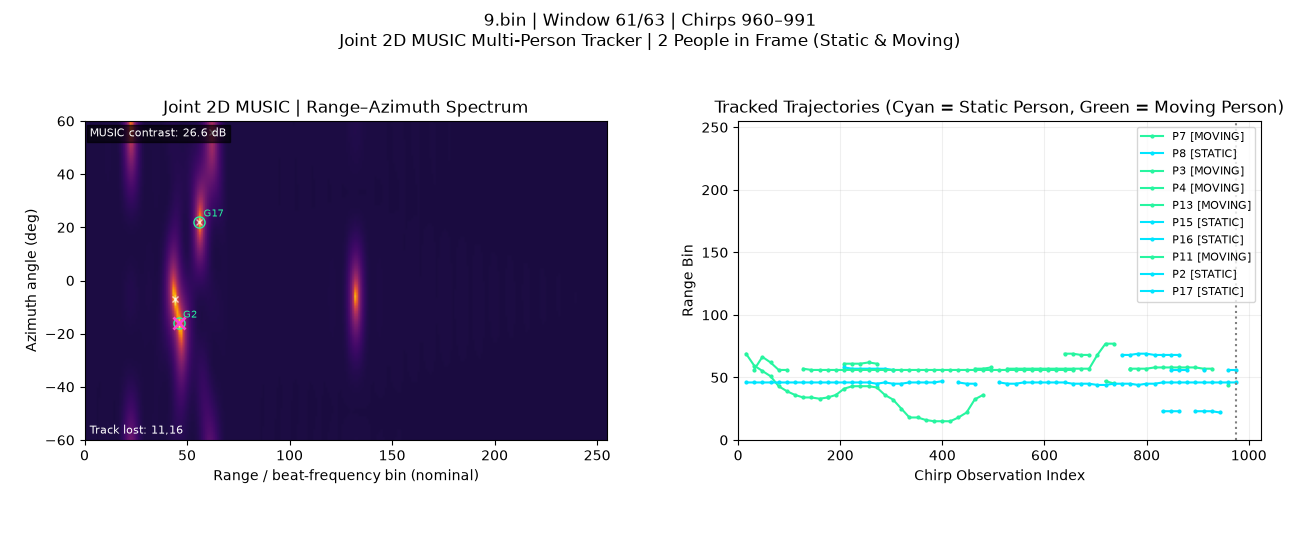 9.bin | Window 61/63 | Chirps 960–991
Joint 2D MUSIC Multi-Person Tracker | 2 People in Frame (Static & Moving)
Joint 2D MUSIC | Range–Azimuth Spectrum
60
40
20
0
−20
−40
−60
Azimuth angle (deg)
MUSIC contrast: 26.6 dB
G17
G2
Track lost: 11,16
0
50
100
150
200
250
Range / beat-frequency bin (nominal)
Tracked Trajectories (Cyan = Static Person, Green = Moving Person)
250
200
150
100
50
0
Range Bin
P7 [MOVING]
P8 [STATIC]
P3 [MOVING]
P4 [MOVING]
P13 [MOVING]
P15 [STATIC]
P16 [STATIC]
P11 [MOVING]
P2 [STATIC]
P17 [STATIC]
0
200
400
600
800
1000
Chirp Observation Index